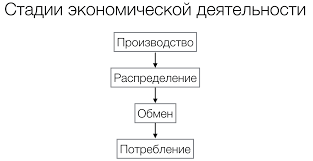 Стадии экономической деятельности
Производство
Распределение
Обмен
Потребление